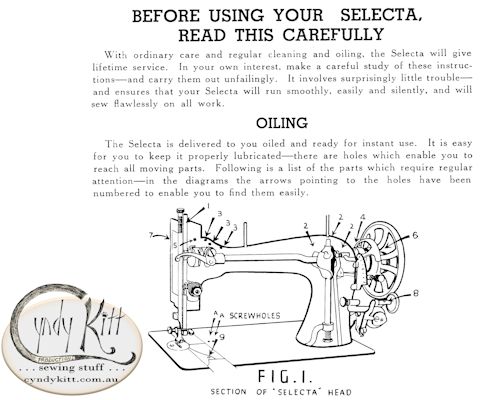 BEFORE USING YOUR SELECTA,
READ THIS CAREFULLY
With ordinary care and regular cleaning and oiling, the Selecta will give
lifetime service. In your own interest, make a careful study of these instruc-
tions—and carry them out unfailingly. It involves surprisingly little trouble—
and ensures that your Selecta will run smoothly, easily and silently, and will
sew flawlessly on all work.
OILING
The Selecta is delivered to you oiled and ready for instant use. It is easy
for you to keep it properly lubricated—there are holes which enable you to
reach all moving parts. Following is a list of the parts which require regular
attention—in the diagrams the arrows pointing to the holes have been
numbered to enable you to find them easily.
1
3
3
3
2
2
4
7
5
6
8
A
A SCREWHOLES
9
FIG. 1.
SECTION OF "SELECTA" HEAD
Cyndy Kitt
PRODUCTIONS
. . . sewing stuff . . .
cyndykitt.com.au